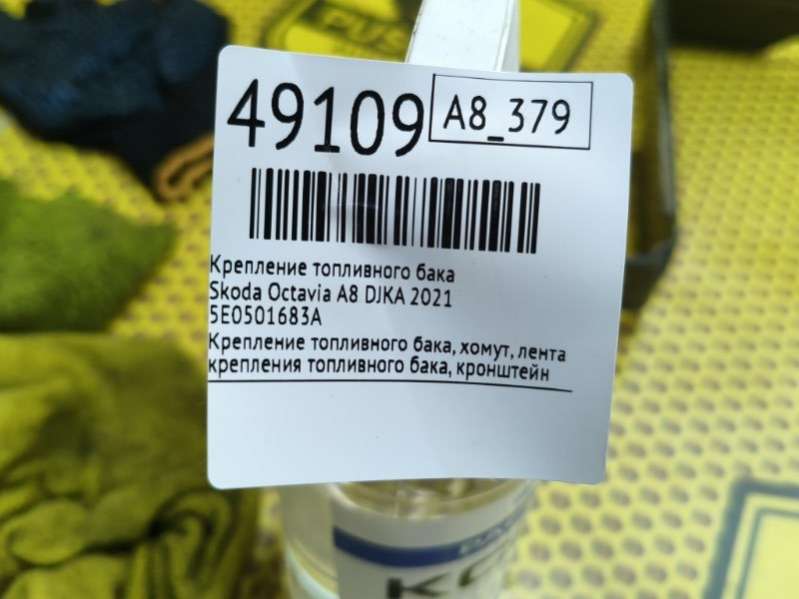 PUS
49109
A8_379
Крепление топливного бака
Skoda Octavia A8 DJKA 2021
5E0501683A
Крепление топливного бака, хомут, лента
крепления топливного бака, кронштейн